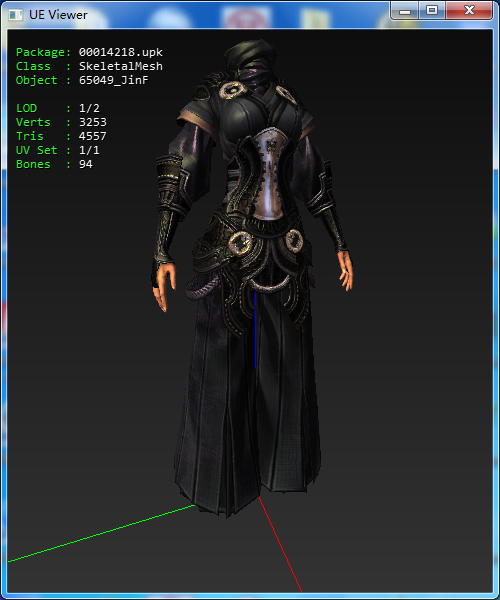 UE Viewer
Package: 00014218.upk
Class : SkeletalMesh
Object : 65049_JinF
LOD : 1/2
Verts : 3253
Tris : 4557
UV Set : 1/1
Bones : 94